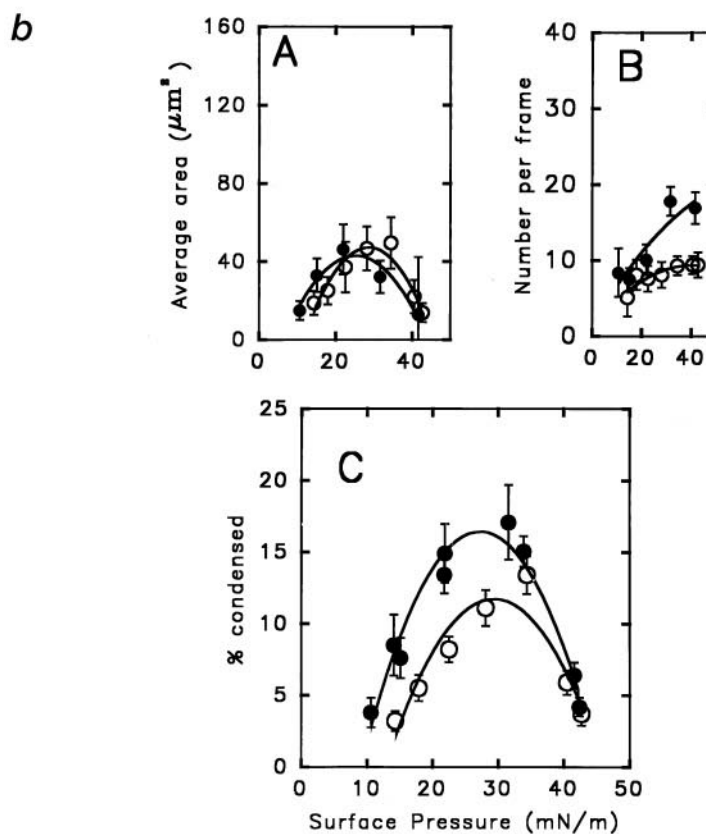 b
A
Average area (μm²)
160
120
80
40
0
0 20 40
B
Number per frame
40
30
20
10
0
0 20 40
C
% condensed
25
20
15
10
5
0
0 10 20 30 40 50
Surface Pressure (mN/m)